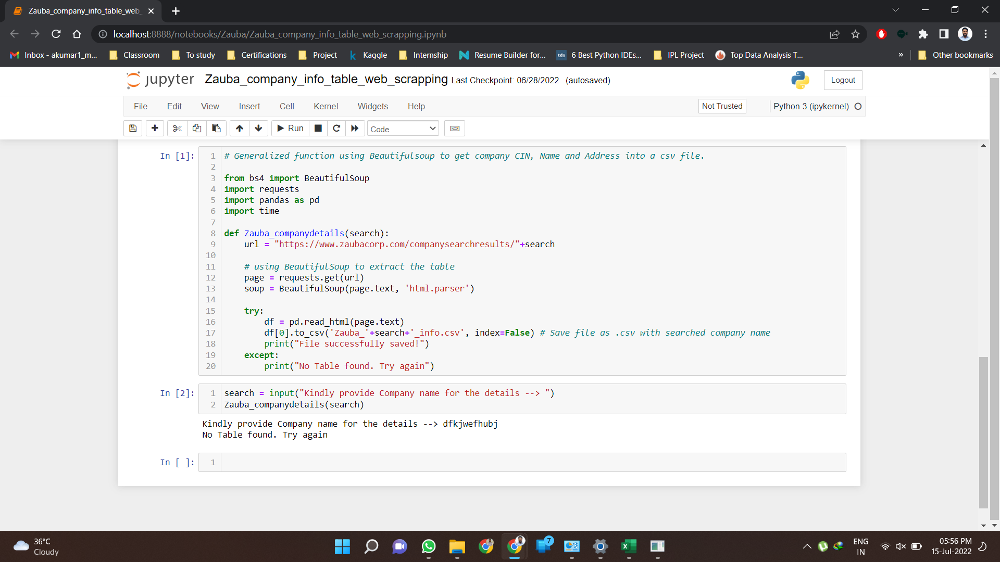 Zauba_company_info_table_web_
localhost:8888/notebooks/Zauba/Zauba_company_info_table_web_scrapping.ipynb
Inbox - akumar1_m... Classroom To study Certifications Project k Kaggle Internship Resume Builder for... tds 6 Best Python IDEs... IPL Project Top Data Analysis T... » Other bookmarks
jupyter Zauba_company_info_table_web_scrapping Last Checkpoint: 06/28/2022 (autosaved) Logout
File Edit View Insert Cell Kernel Widgets Help Not Trusted Python 3 (ipykernel)
Run Code
In [1]: 1 # Generalized function using Beautifulsoup to get company CIN, Name and Address into a csv file.
2
3 from bs4 import BeautifulSoup
4 import requests
5 import pandas as pd
6 import time
7
8 def Zauba_companydetails(search):
9     url = "https://www.zaubacorp.com/companysearchresults/"+search
10
11     # using BeautifulSoup to extract the table
12     page = requests.get(url)
13     soup = BeautifulSoup(page.text, 'html.parser')
14
15     try:
16         df = pd.read_html(page.text)
17         df[0].to_csv('Zauba_'+search+'_info.csv', index=False) # Save file as .csv with searched company name
18         print("File successfully saved!")
19     except:
20         print("No Table found. Try again")
In [2]: 1 search = input("Kindly provide Company name for the details --> ")
2 Zauba_companydetails(search)
Kindly provide Company name for the details --> dfkjwefhubj
No Table found. Try again
In [ ]: 1
36°C
Cloudy
7
ENG
IN
05:56 PM
15-Jul-2022